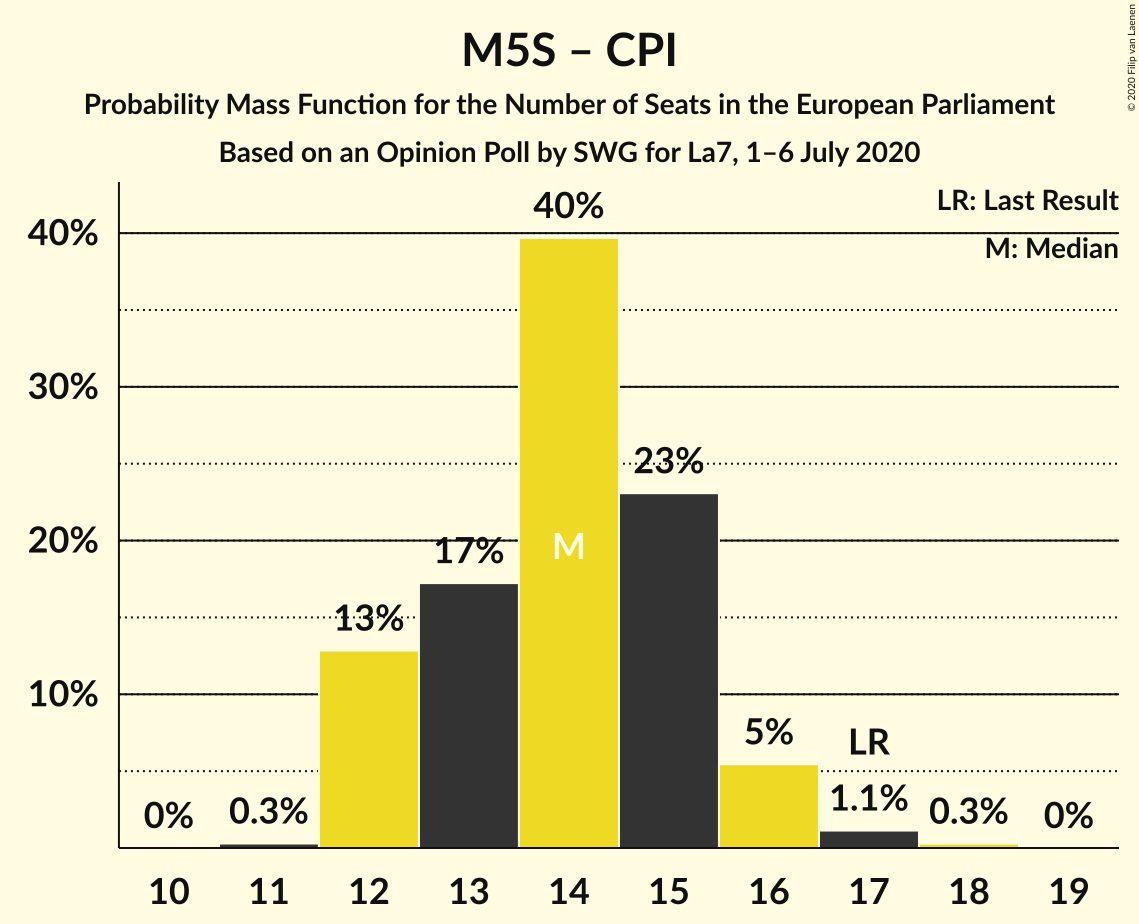 M5S – CPI
Probability Mass Function for the Number of Seats in the European Parliament
Based on an Opinion Poll by SWG for La7, 1–6 July 2020
© 2020 Filip van Laenen
LR: Last Result
M: Median
40%
30%
20%
10%
0%
0.3%
13%
17%
40%
M
23%
5%
LR
1.1%
0.3%
0%
10 11 12 13 14 15 16 17 18 19